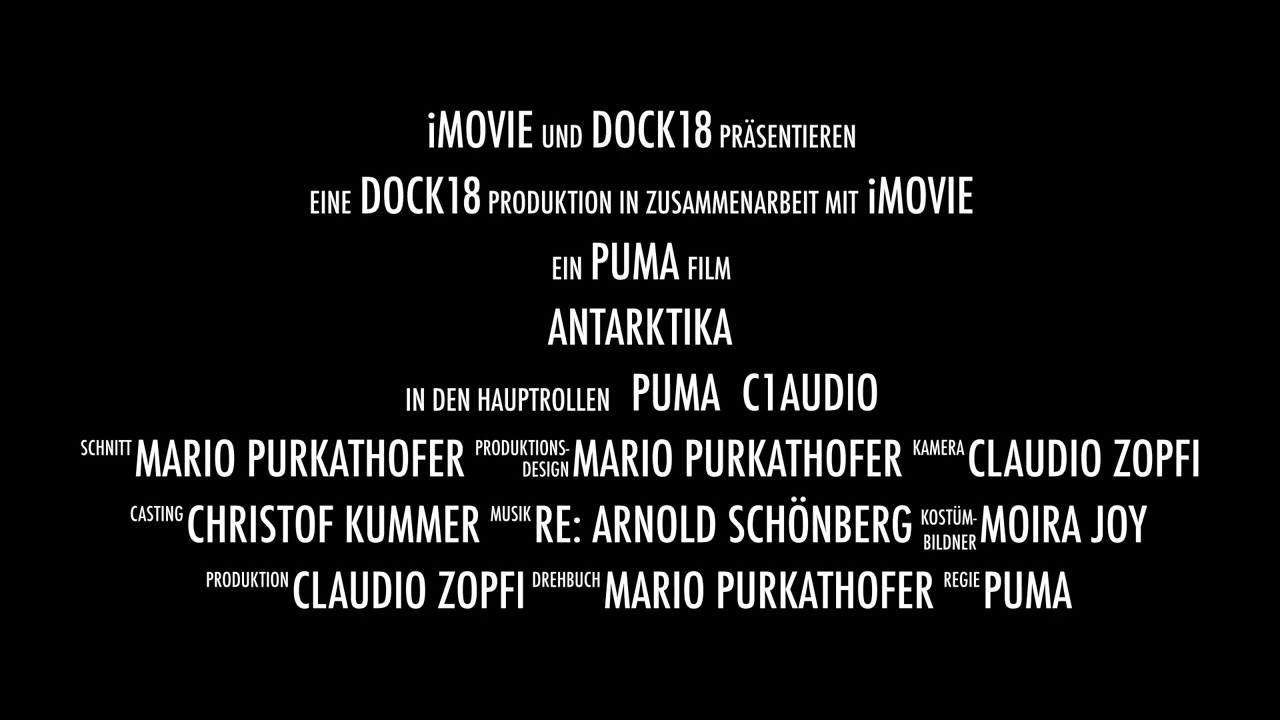 iMOVIE UND DOCK18 PRÄSENTIEREN
EINE DOCK18 PRODUKTION IN ZUSAMMENARBEIT MIT iMOVIE
EIN PUMA FILM
ANTARKTIKA
IN DEN HAUPTROLLEN PUMA C1AUDIO
SCHNITT MARIO PURKATHOFER PRODUKTIONS-DESIGN MARIO PURKATHOFER KAMERA CLAUDIO ZOPFI
CASTING CHRISTOF KUMMER MUSIK RE: ARNOLD SCHÖNBERG KOSTÜM-BILDNER MOIRA JOY
PRODUKTION CLAUDIO ZOPFI DREHBUCH MARIO PURKATHOFER REGIE PUMA